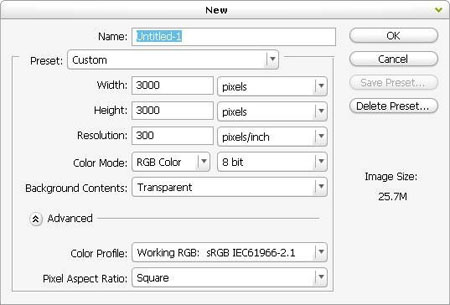 New
Name: Untitled-1
OK
Preset: Custom
Cancel
Width: 3000 pixels
Save Preset...
Height: 3000 pixels
Delete Preset...
Resolution: 300 pixels/inch
Color Mode: RGB Color 8 bit
Image Size:
Background Contents: Transparent
25.7M
Advanced
Color Profile: Working RGB: sRGB IEC61966-2.1
Pixel Aspect Ratio: Square